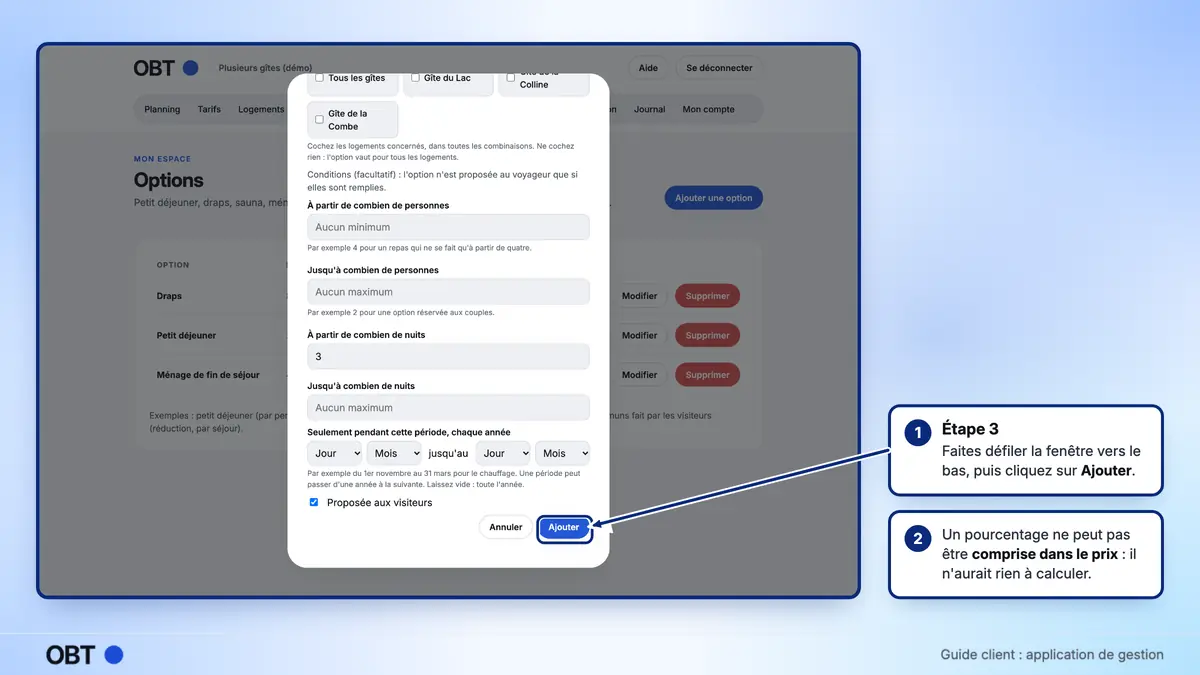 OBT
Plusieurs gîtes (démo)
Aide
Se déconnecter
Planning
Tarifs
Logements
Journal
Mon compte
MON ESPACE
Options
Petit déjeuner, draps, sauna,
Ajouter une option
OPTION
Draps
Modifier
Supprimer
Petit déjeuner
Modifier
Supprimer
Ménage de fin de séjour
Modifier
Supprimer
Exemples : petit déjeuner (par
fait par les visiteurs
(réduction, par séjour).
Tous les gîtes
Gîte du Lac
Colline
Gîte de la
Combe
Cochez les logements concernés, dans toutes les combinaisons. Ne cochez
rien : l'option vaut pour tous les logements.
Conditions (facultatif) : l'option n'est proposée au voyageur que si
elles sont remplies.
À partir de combien de personnes
Aucun minimum
Par exemple 4 pour un repas qui ne se fait qu'à partir de quatre.
Jusqu'à combien de personnes
Aucun maximum
Par exemple 2 pour une option réservée aux couples.
À partir de combien de nuits
3
Jusqu'à combien de nuits
Aucun maximum
Seulement pendant cette période, chaque année
Jour Mois jusqu'au Jour Mois
Par exemple du 1er novembre au 31 mars pour le chauffage. Une période peut
passer d'une année à la suivante. Laissez vide : toute l'année.
Proposée aux visiteurs
Annuler
Ajouter
1
Étape 3
Faites défiler la fenêtre vers le
bas, puis cliquez sur Ajouter.
2
Un pourcentage ne peut pas
être comprise dans le prix : il
n'aurait rien à calculer.
OBT
Guide client : application de gestion